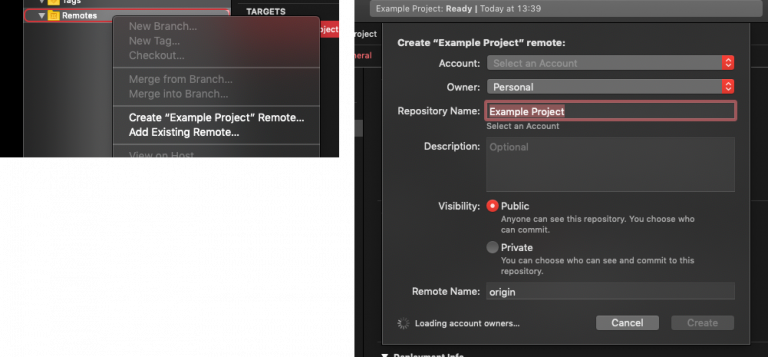 Tags
Remotes
TARGETS
New Branch...
New Tag...
Checkout...
Merge from Branch...
Merge into Branch...
Create “Example Project” Remote...
Add Existing Remote...
View on Host
Example Project: Ready | Today at 13:39
Create “Example Project” remote:
Account: Select an Account
Owner: Personal
Repository Name: Example Project
Select an Account
Description: Optional
Visibility: Public
Anyone can see this repository. You choose who
can commit.
Private
You can choose who can see and commit to this
repository.
Remote Name: origin
Loading account owners... Cancel Create
Deployment Info